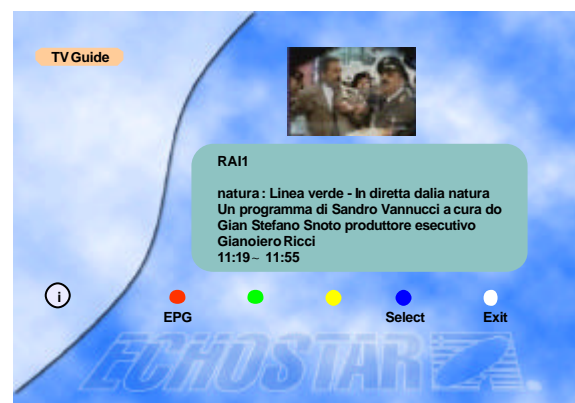 TV Guide
RAI1
natura : Linea verde - In diretta dalia natura
Un programma di Sandro Vannucci a cura do
Gian Stefano Snoto produttore esecutivo
Gianoiero Ricci
11:19 ~ 11:55
i
EPG Select Exit
ECHOSTAR